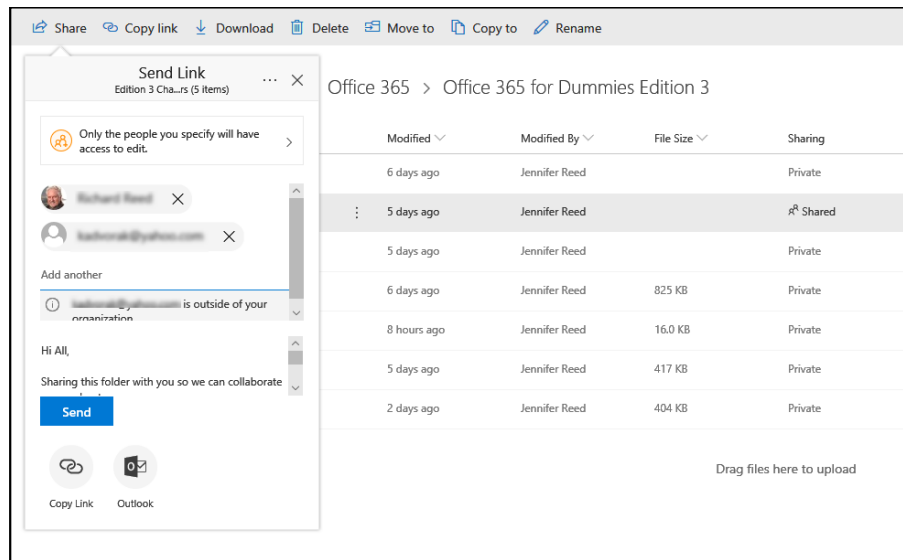 Share Copy link Download Delete Move to Copy to Rename
Send Link
Edition 3 Cha...rs (5 items)
Only the people you specify will have
access to edit.
Add another
is outside of your
organization
Hi All,
Sharing this folder with you so we can collaborate
Send
Copy Link Outlook
Office 365 > Office 365 for Dummies Edition 3
Modified Modified By File Size Sharing
6 days ago Jennifer Reed Private
5 days ago Jennifer Reed Shared
5 days ago Jennifer Reed Private
6 days ago Jennifer Reed 825 KB Private
8 hours ago Jennifer Reed 16.0 KB Private
5 days ago Jennifer Reed 417 KB Private
2 days ago Jennifer Reed 404 KB Private
Drag files here to upload